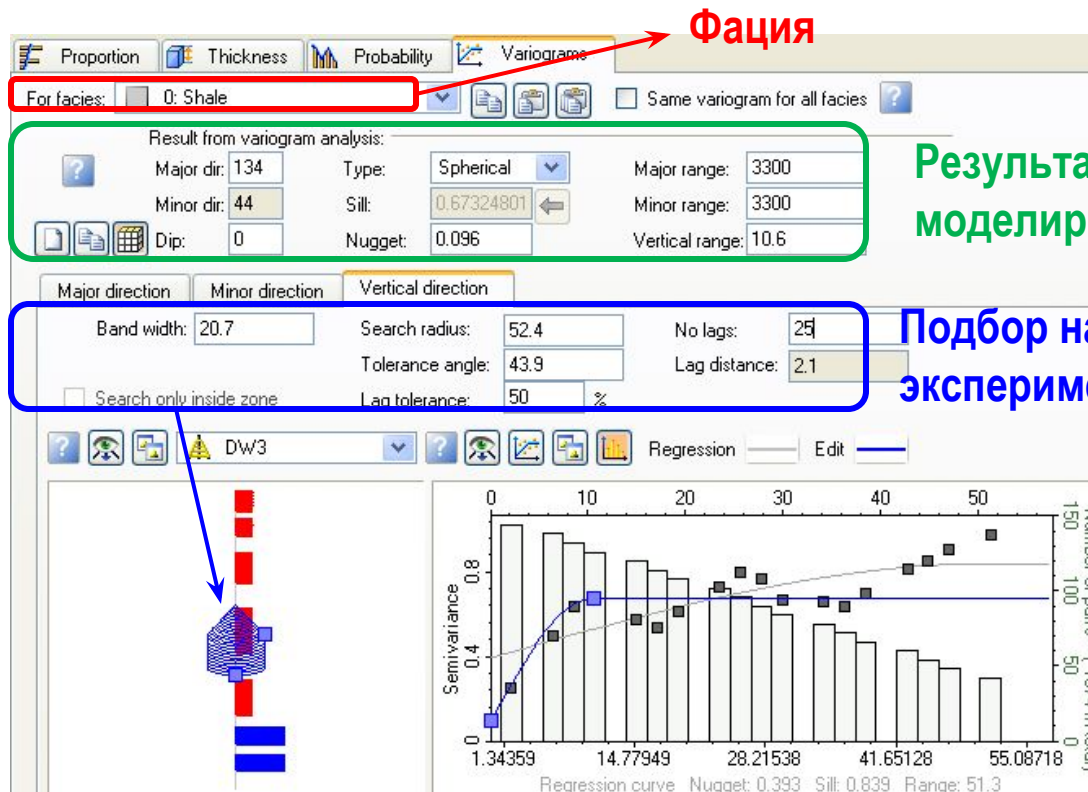 Фация
Proportion Thickness Probability Variograms
For facies: 0: Shale Same variogram for all facies ?
Result from variogram analysis:
? Major dir: 134 Type: Spherical Major range: 3300
Minor dir: 44 Sill: 0.67324801 Minor range: 3300
Dip: 0 Nugget: 0.096 Vertical range: 10.6
Результа
моделир
Major direction Minor direction Vertical direction
Band width: 20.7 Search radius: 52.4 No lags: 25
Tolerance angle: 43.9 Lag distance: 2.1
Search only inside zone Lag tolerance: 50 %
Подбор на
эксперим
? DW3 ? Regression Edit
0 10 20 30 40 50
Semivariance
0 0.4 0.8
0 50 100 150
1.34359 14.77949 28.21538 41.65128 55.08718
Regression curve Nugget: 0.393 Sill: 0.839 Range: 51.3